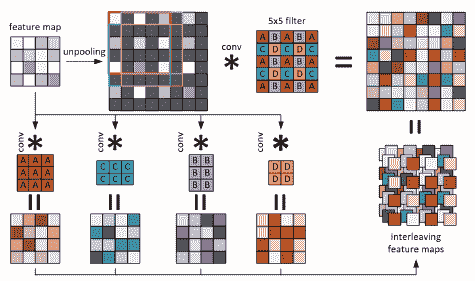 feature map
unpooling
conv
5x5 filter
A B A B A
C D C D C
A B A B A
C D C D C
A B A B A
conv
conv
conv
conv
A A A
A A A
A A A
C C C
C C C
B B
B B
B B
D D
D D
interleaving
feature maps